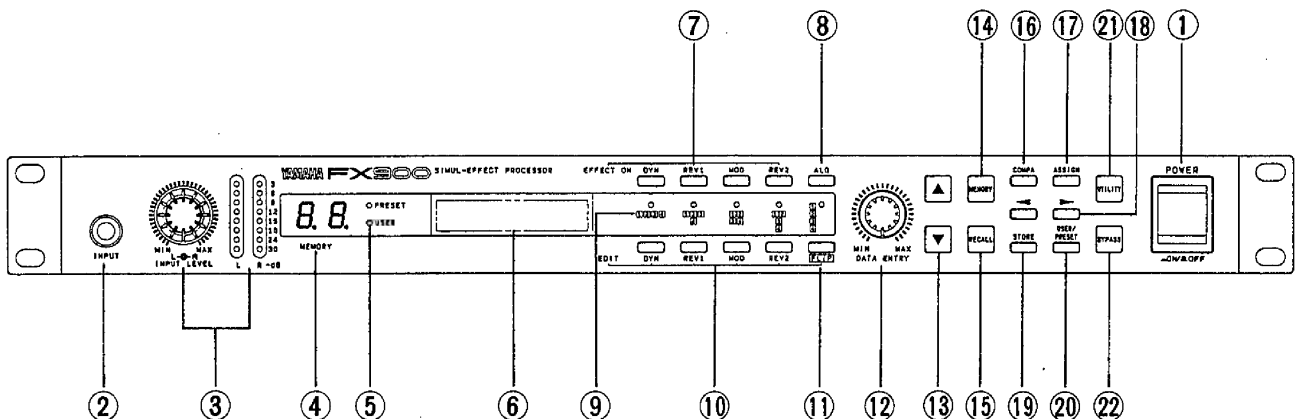 ⑦ ⑧ ⑭ ⑯ ⑰ ㉑ ⑱ ①
YAMAHA FX900 SIMUL-EFFECT PROCESSOR
EFFECT ON DYN REV1 MOD REV2 ALG
MEMORY COMPA. ASSIGN UTILITY POWER
8.8. PRESET
USER
⑨
INPUT
MIN MAX
L R
INPUT LEVEL
L R -dB
3
12
15
18
24
30
MEMORY
EDIT DYN REV1 MOD REV2
MIN MAX
DATA ENTRY
RECALL STORE USER/
PRESET BYPASS
ON/OFF
② ③ ④ ⑤ ⑥ ⑩ ⑪ ⑫ ⑬ ⑮ ⑲ ⑳ ㉒